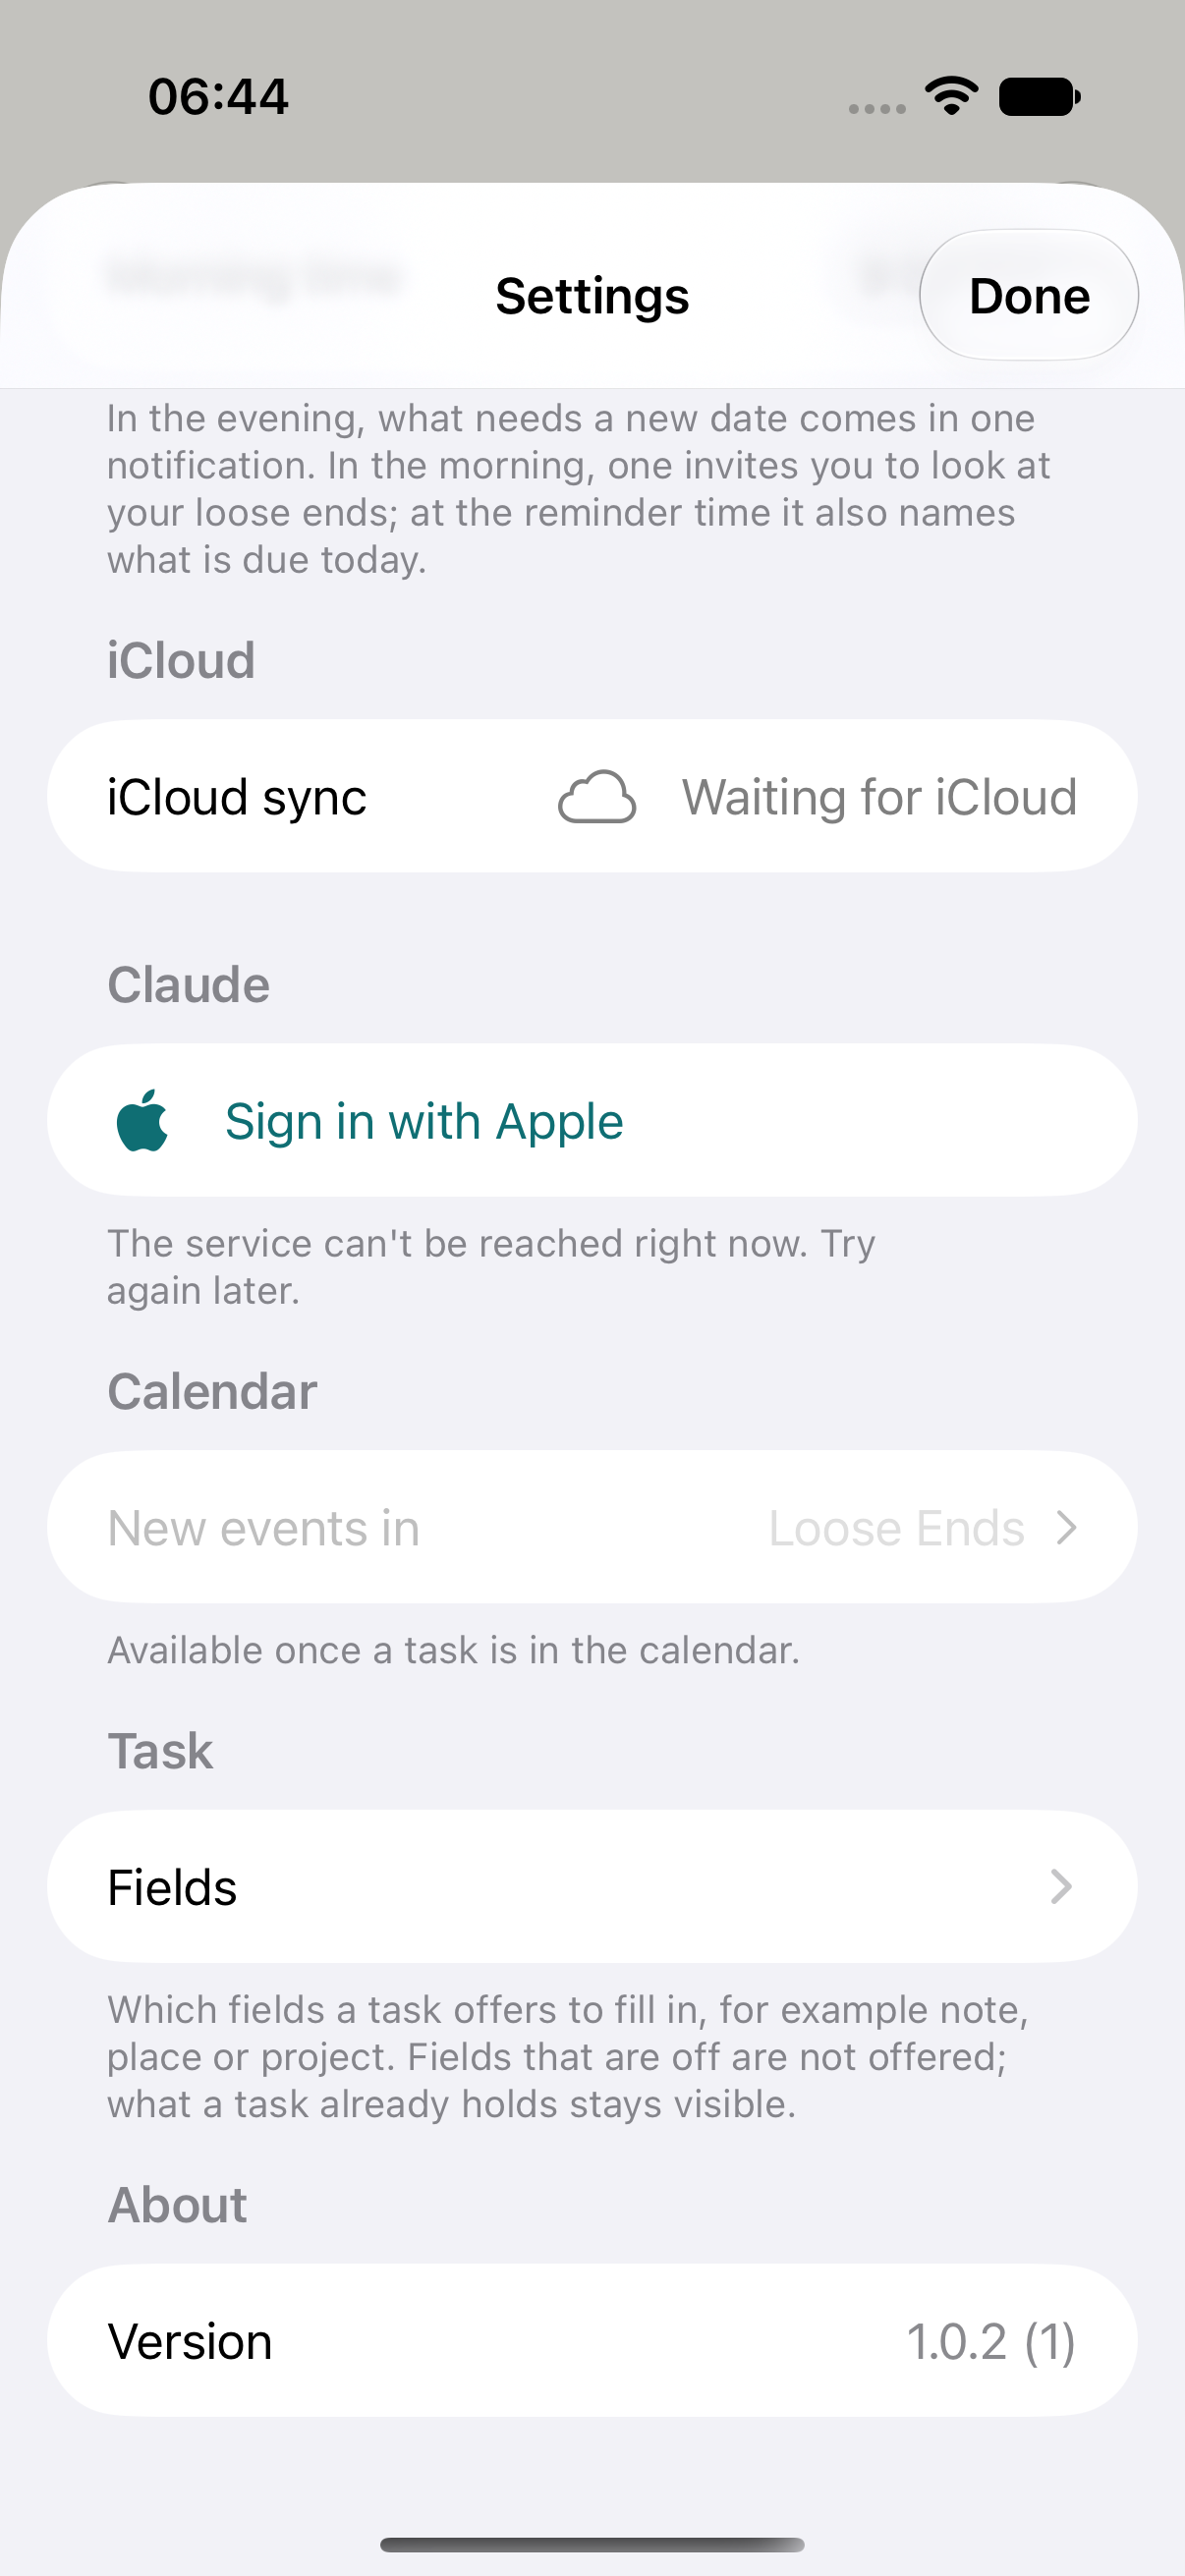 06:44
Settings
Done
In the evening, what needs a new date comes in one
notification. In the morning, one invites you to look at
your loose ends; at the reminder time it also names
what is due today.
iCloud
iCloud sync
Waiting for iCloud
Claude
Sign in with Apple
The service can't be reached right now. Try
again later.
Calendar
New events in
Loose Ends
Available once a task is in the calendar.
Task
Fields
Which fields a task offers to fill in, for example note,
place or project. Fields that are off are not offered;
what a task already holds stays visible.
About
Version
1.0.2 (1)